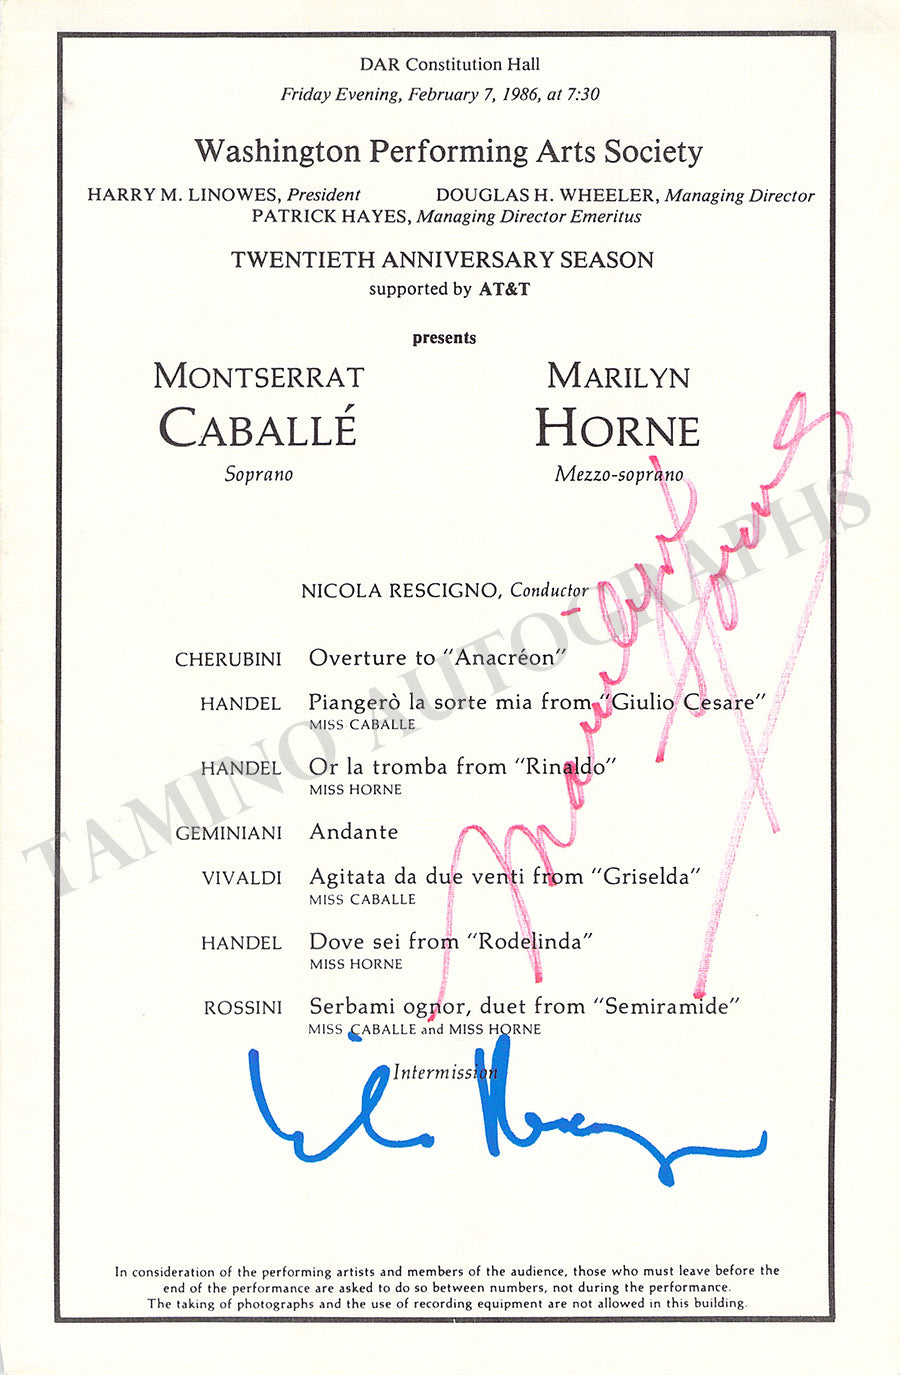 DAR Constitution Hall
Friday Evening, February 7, 1986, at 7:30
Washington Performing Arts Society
HARRY M. LINOWES, President DOUGLAS H. WHEELER, Managing Director
PATRICK HAYES, Managing Director Emeritus
TWENTIETH ANNIVERSARY SEASON
supported by AT&T
presents
MONTSERRAT MARILYN
CABALLÉ HORNE
Soprano Mezzo-soprano
NICOLA RESCIGNO, Conductor
CHERUBINI Overture to "Anacréon"
HANDEL Piangerò la sorte mia from "Giulio Cesare"
MISS CABALLE
HANDEL Or la tromba from "Rinaldo"
MISS HORNE
GEMINIANI Andante
VIVALDI Agitata da due venti from "Griselda"
MISS CABALLE
HANDEL Dove sei from "Rodelinda"
MISS HORNE
ROSSINI Serbami ognor, duet from "Semiramide"
MISS CABALLE and MISS HORNE
Intermission
In consideration of the performing artists and members of the audience, those who must leave before the
end of the performance are asked to do so between numbers, not during the performance.
The taking of photographs and the use of recording equipment are not allowed in this building.
TAMINO AUTOGRAPHS